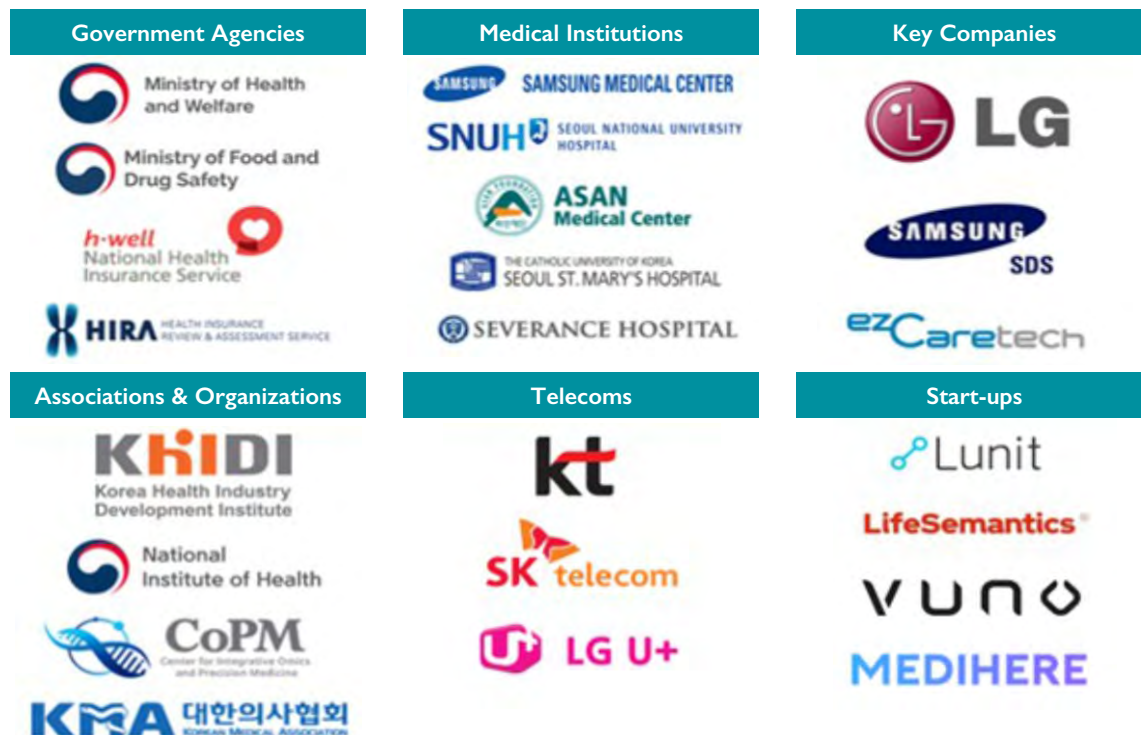 Government Agencies
Ministry of Health
and Welfare
Ministry of Food and
Drug Safety
h·well
National Health
Insurance Service
HIRA HEALTH INSURANCE
REVIEW & ASSESSMENT SERVICE
Medical Institutions
SAMSUNG SAMSUNG MEDICAL CENTER
SNUH SEOUL NATIONAL UNIVERSITY
HOSPITAL
ASAN
Medical Center
THE CATHOLIC UNIVERSITY OF KOREA
SEOUL ST. MARY'S HOSPITAL
SEVERANCE HOSPITAL
Key Companies
LG
SAMSUNG
SDS
ezCaretech
Associations & Organizations
KHIDI
Korea Health Industry
Development Institute
National
Institute of Health
CoPM
Center for Integrative Omics
and Precision Medicine
KMA 대한의사협회
KOREAN MEDICAL ASSOCIATION
Telecoms
kt
SK telecom
U+ LG U+
Start-ups
Lunit
LifeSemantics
VUNO
MEDIHERE